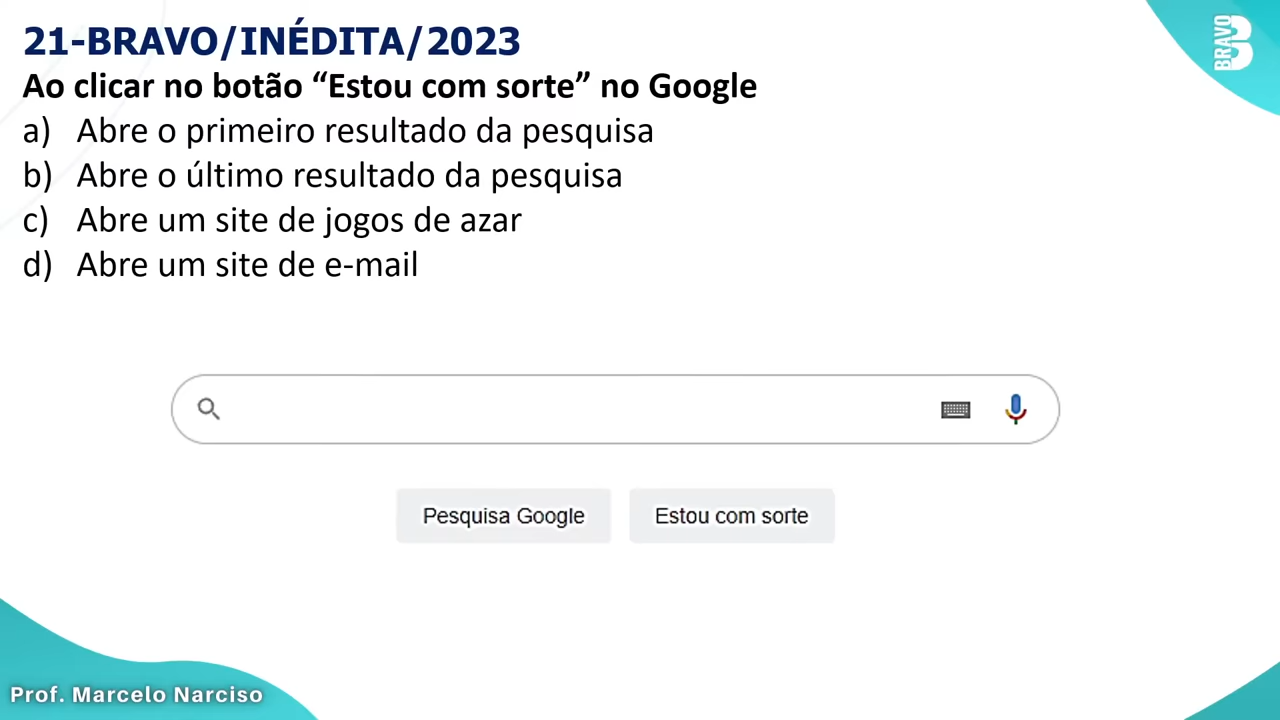 21-BRAVO/INÉDITA/2023
BRAVO
Ao clicar no botão “Estou com sorte” no Google
a) Abre o primeiro resultado da pesquisa
b) Abre o último resultado da pesquisa
c) Abre um site de jogos de azar
d) Abre um site de e-mail
Pesquisa Google
Estou com sorte
Prof. Marcelo Narciso